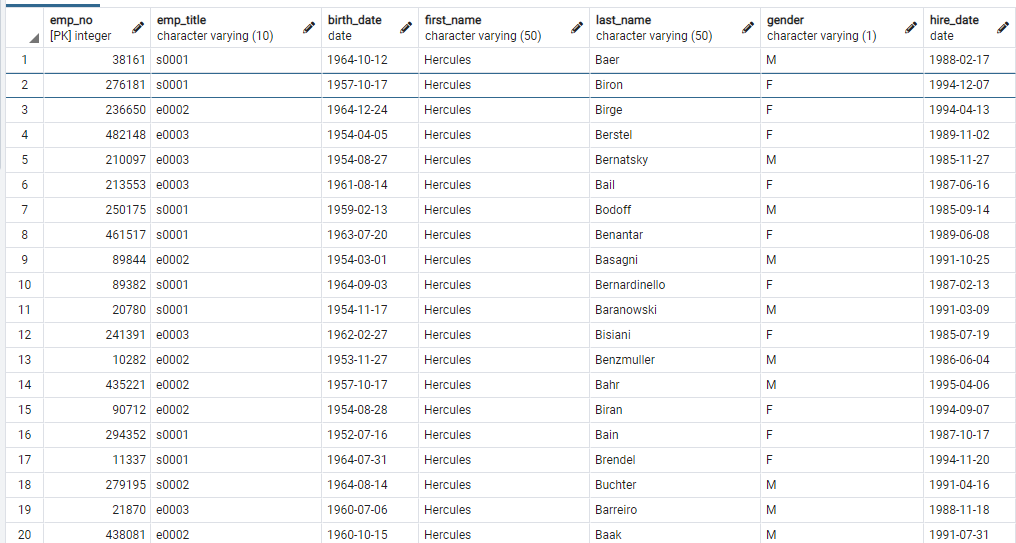 emp_no emp_title birth_date first_name last_name gender hire_date
[PK] integer character varying (10) date character varying (50) character varying (50) character varying (1) date
1 38161 s0001 1964-10-12 Hercules Baer M 1988-02-17
2 276181 s0001 1957-10-17 Hercules Biron F 1994-12-07
3 236650 e0002 1964-12-24 Hercules Birge F 1994-04-13
4 482148 e0003 1954-04-05 Hercules Berstel F 1989-11-02
5 210097 e0003 1954-08-27 Hercules Bernatsky M 1985-11-27
6 213553 e0003 1961-08-14 Hercules Bail F 1987-06-16
7 250175 s0001 1959-02-13 Hercules Bodoff M 1985-09-14
8 461517 s0001 1963-07-20 Hercules Benantar F 1989-06-08
9 89844 e0002 1954-03-01 Hercules Basagni M 1991-10-25
10 89382 s0001 1964-09-03 Hercules Bernardinello F 1987-02-13
11 20780 s0001 1954-11-17 Hercules Baranowski M 1991-03-09
12 241391 e0003 1962-02-27 Hercules Bisiani F 1985-07-19
13 10282 e0002 1953-11-27 Hercules Benzmuller M 1986-06-04
14 435221 e0002 1957-10-17 Hercules Bahr M 1995-04-06
15 90712 e0002 1954-08-28 Hercules Biran F 1994-09-07
16 294352 s0001 1952-07-16 Hercules Bain F 1987-10-17
17 11337 s0001 1964-07-31 Hercules Brendel F 1994-11-20
18 279195 s0002 1964-08-14 Hercules Buchter M 1991-04-16
19 21870 e0003 1960-07-06 Hercules Barreiro M 1988-11-18
20 438081 e0002 1960-10-15 Hercules Baak M 1991-07-31